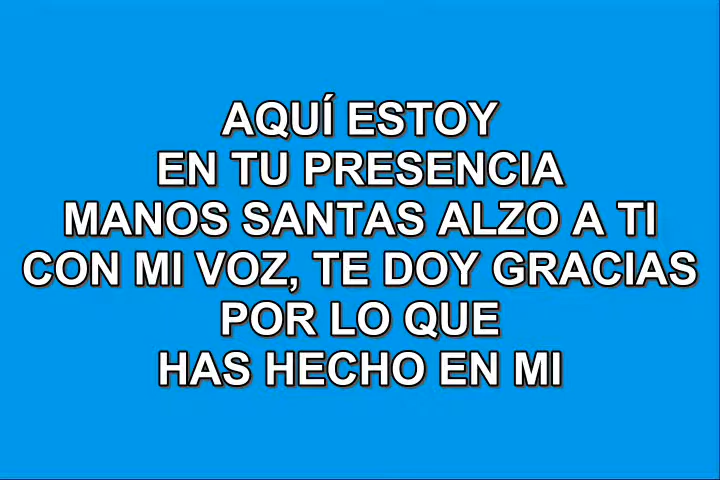 AQUÍ ESTOY
EN TU PRESENCIA
MANOS SANTAS ALZO A TI
CON MI VOZ, TE DOY GRACIAS
POR LO QUE
HAS HECHO EN MI